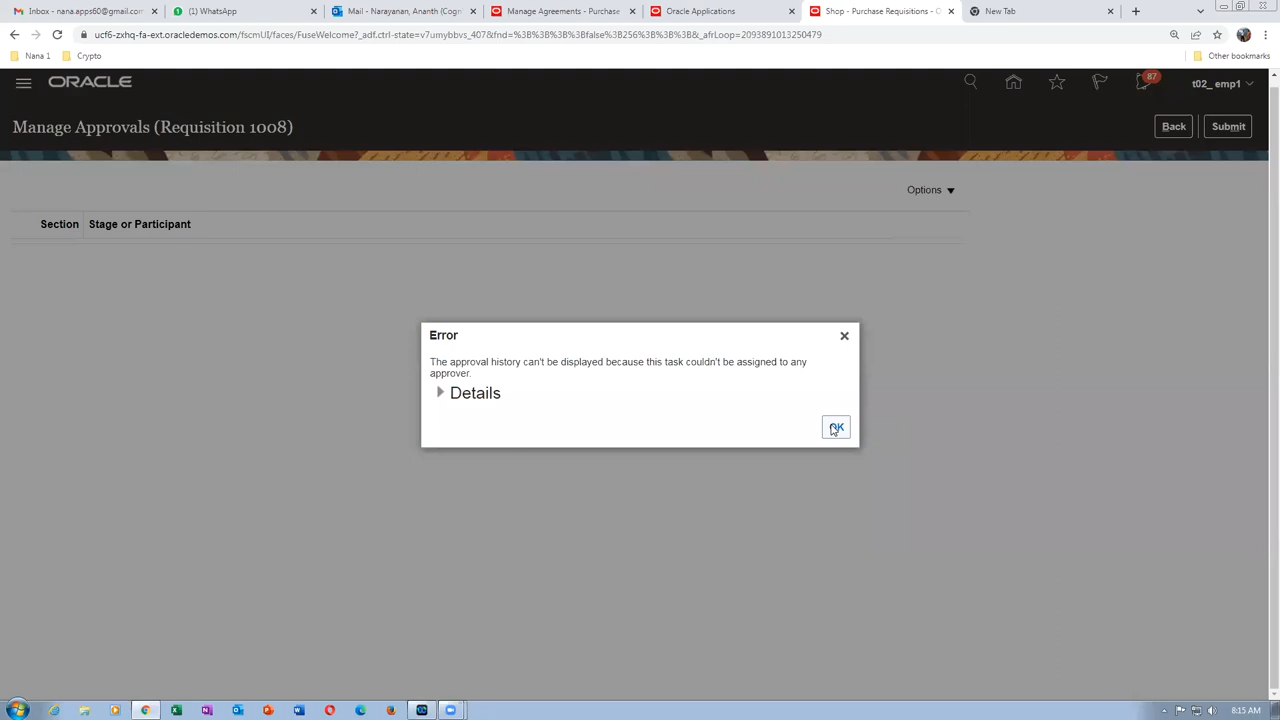 Inbox - nana.apps60@gmail.com
(1) WhatsApp
Mail - Narayanan, Ananth (Cogn
Manage Agreements - Purchase
Oracle Applications
Shop - Purchase Requisitions - O
New Tab
ucf6-zxhq-fa-ext.oracledemos.com/fscmUI/faces/FuseWelcome?_adf.ctrl-state=v7umybbvs_407&fnd=%3B%3B%3B%3Bfalse%3B256%3B%3B%3B&_afrLoop=2093891013250479
Nana 1
Crypto
Other bookmarks
ORACLE
87
t02_ emp1
Manage Approvals (Requisition 1008)
Back
Submit
Options
Section
Stage or Participant
Error
The approval history can't be displayed because this task couldn't be assigned to any
approver.
Details
OK
8:15 AM